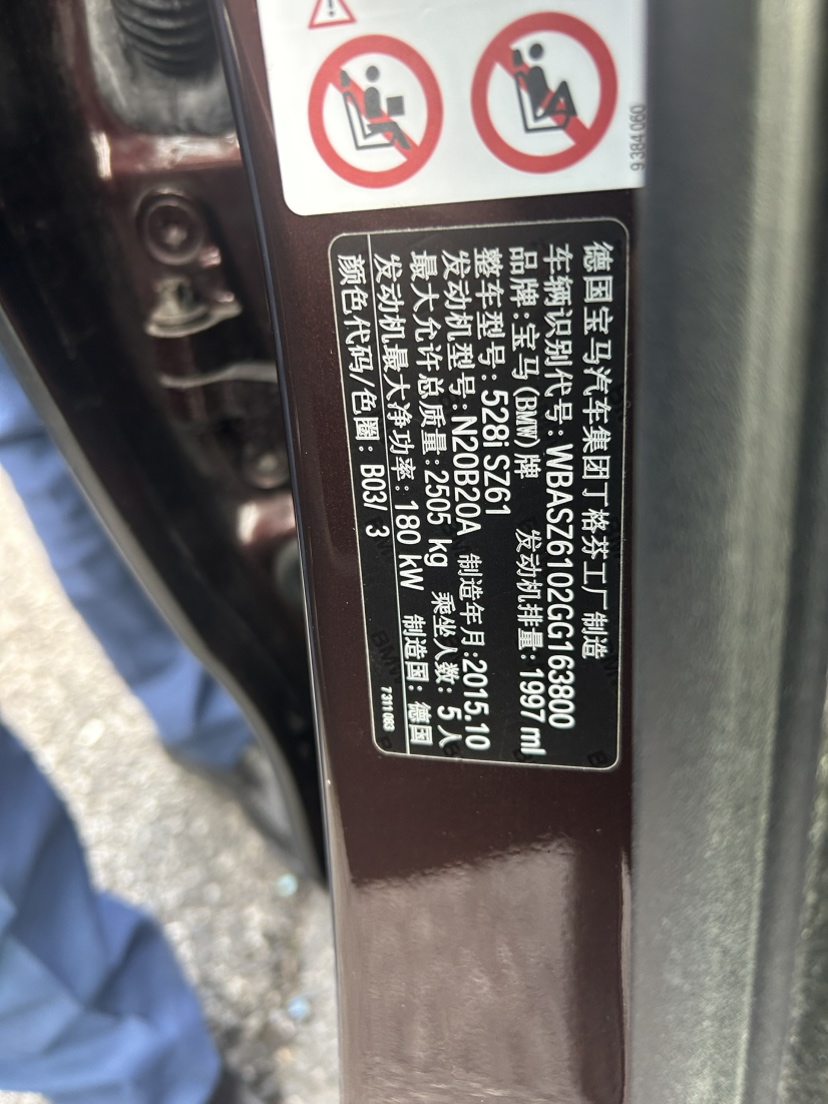 9 384 060
德国宝马汽车集团丁格芬工厂制造
车辆识别代号: WBASZ6102GG163800
品牌: 宝马(BMW)牌 发动机排量: 1997 ml
整车型号: 528i SZ61
发动机型号: N20B20A 制造年月: 2015.10
最大允许总质量: 2505 kg 乘坐人数: 5 人
发动机最大净功率: 180 kW 制造国: 德国
颜色代码/色圈: B03/ 3
7 311 083